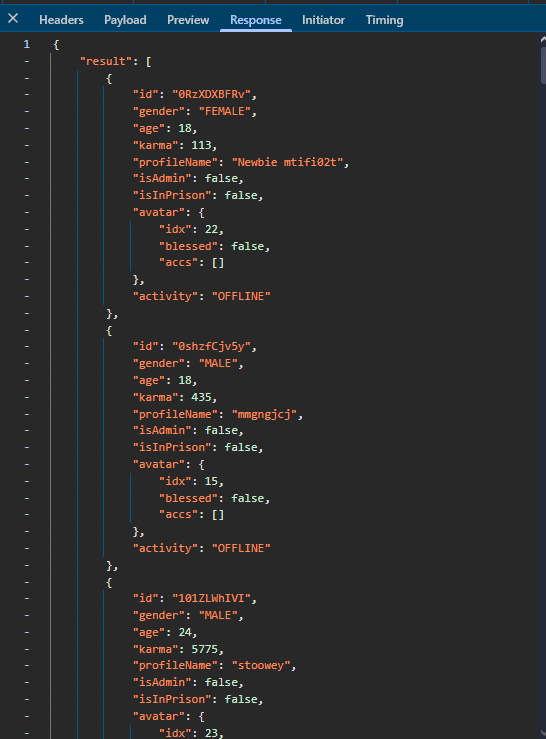 Headers Payload Preview Response Initiator Timing
1 {
- "result": [
- {
- "id": "0RzXDXBFRv",
- "gender": "FEMALE",
- "age": 18,
- "karma": 113,
- "profileName": "Newbie mtifi02t",
- "isAdmin": false,
- "isInPrison": false,
- "avatar": {
- "idx": 22,
- "blessed": false,
- "accs": []
- },
- "activity": "OFFLINE"
- },
- {
- "id": "0shzfCjv5y",
- "gender": "MALE",
- "age": 18,
- "karma": 435,
- "profileName": "mmgngjcj",
- "isAdmin": false,
- "isInPrison": false,
- "avatar": {
- "idx": 15,
- "blessed": false,
- "accs": []
- },
- "activity": "OFFLINE"
- },
- {
- "id": "101ZLWhIVI",
- "gender": "MALE",
- "age": 24,
- "karma": 5775,
- "profileName": "stoowey",
- "isAdmin": false,
- "isInPrison": false,
- "avatar": {
- "idx": 23,